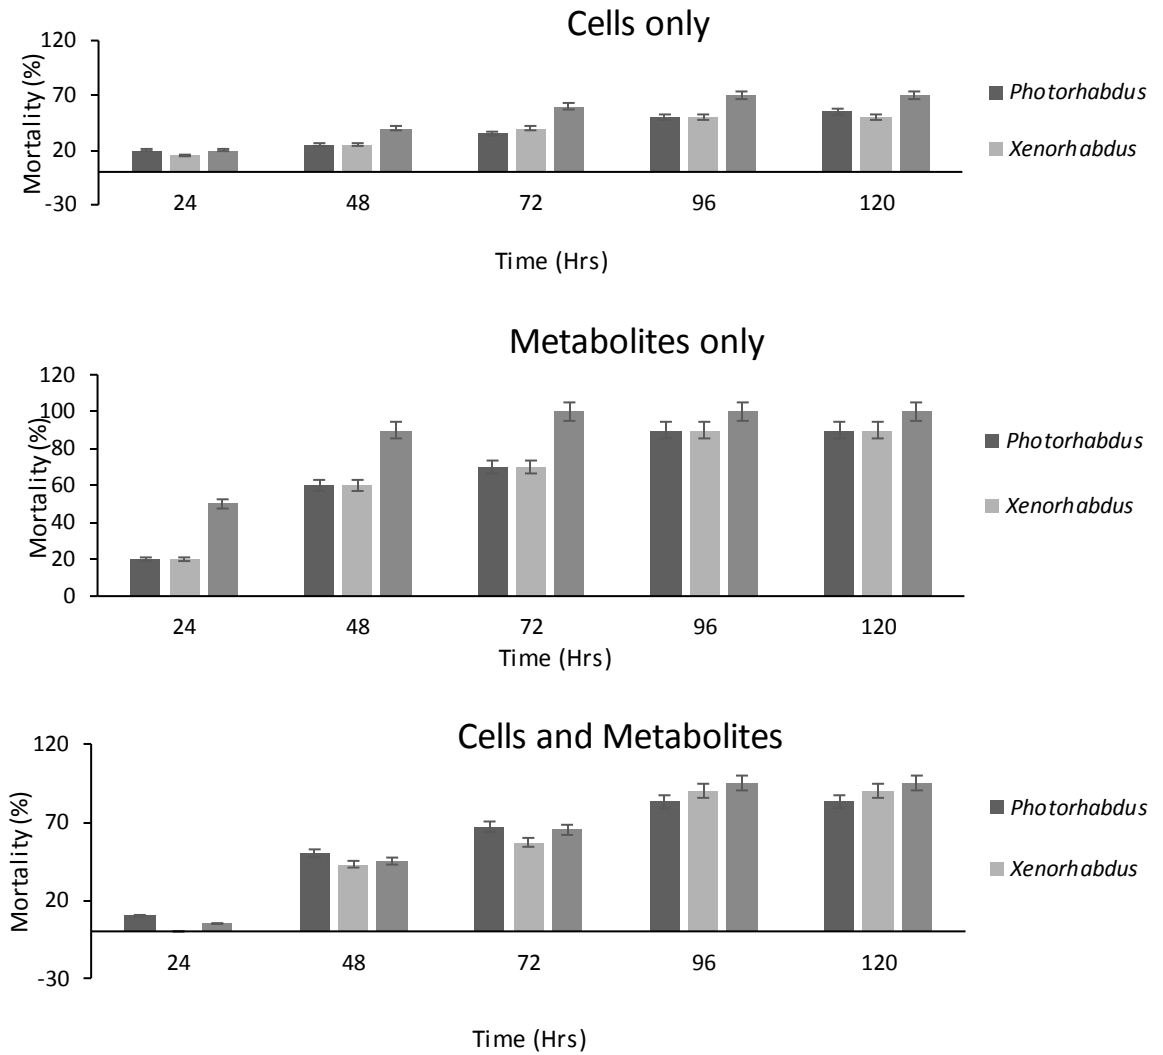 Cells only
120
70
20
-30
Mortality (%)
24 48 72 96 120
Time (Hrs)
Photorhabdus
Xenorhabdus
Metabolites only
120
100
80
60
40
20
0
Mortality (%)
24 48 72 96 120
Time (Hrs)
Photorhabdus
Xenorhabdus
Cells and Metabolites
120
70
20
-30
Mortality (%)
24 48 72 96 120
Time (Hrs)
Photorhabdus
Xenorhabdus